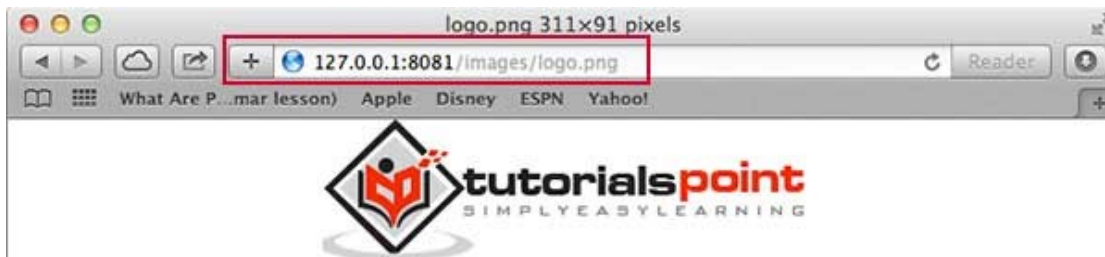 logo.png 311×91 pixels
127.0.0.1:8081/images/logo.png
Reader
What Are P...mar lesson) Apple Disney ESPN Yahoo!
tutorialspoint
SIMPLYEASYLEARNING